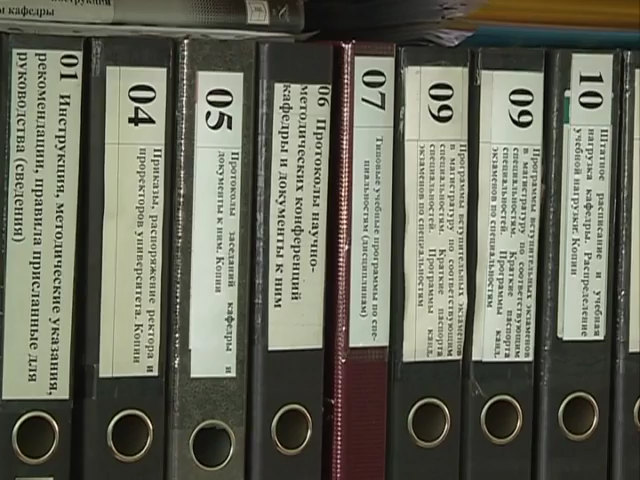 кафедры
01 Инструкция, методические указания,
рекомендации, правила присланные для
руководства (сведения)
04
Приказы, распоряжение ректора и
проректоров университета. Копии
05
Протоколы заседаний кафедры и
документы к ним. Копии
06 Протоколы научно-
методических конференций
кафедры и документы к ним
07
Типовые учебные программы по спе-
циальностям (дисциплинам)
09
Программы вступительных экзаменов
в магистратуру по соответствующим
специальностям. Краткие паспорта
специальностей. Программы канд.
экзаменов по специальностям
09
Программы вступительных экзаменов
в магистратуру по соответствующим
специальностям. Краткие паспорта
специальностей. Программы канд.
экзаменов по специальностям
10
Штатное расписание и учебная
нагрузка кафедры. Распределение
учебной нагрузки. Копии